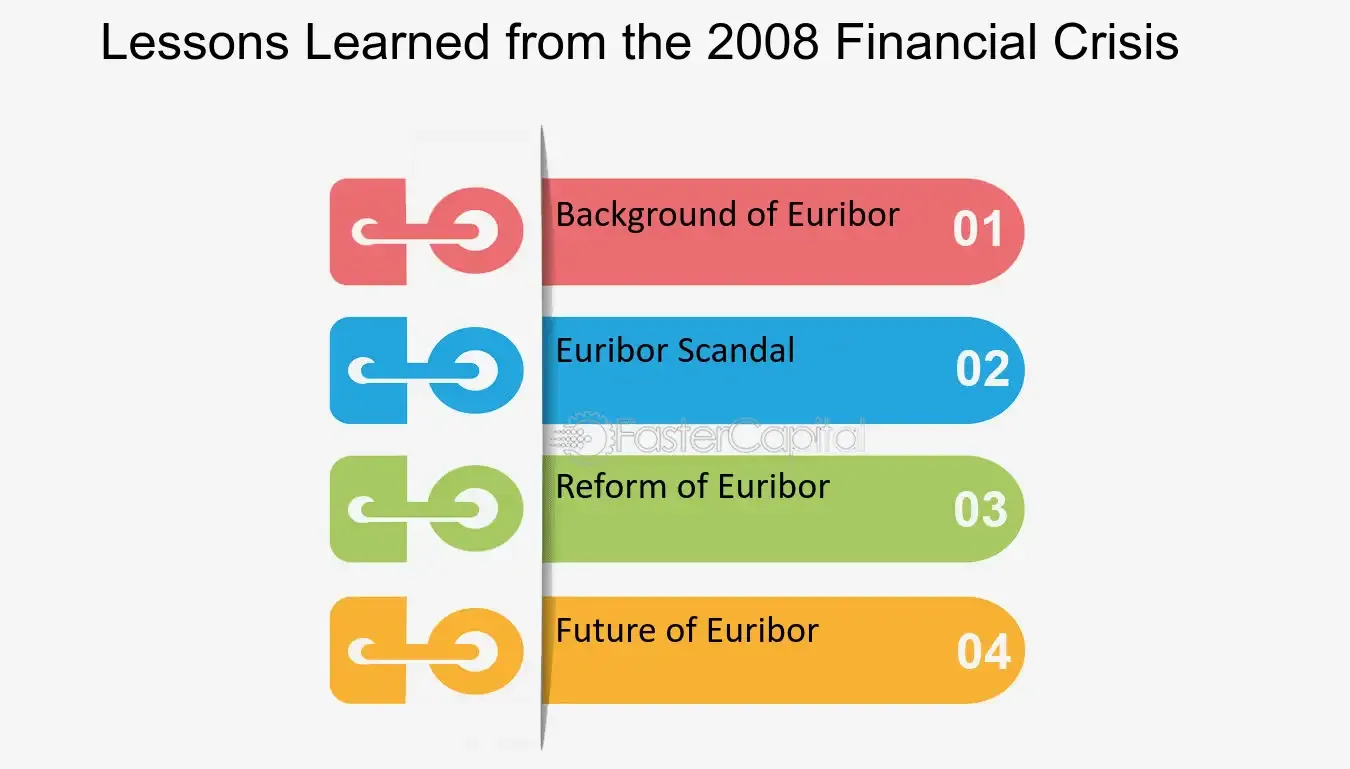 Lessons Learned from the 2008 Financial Crisis
Background of Euribor 01
Euribor Scandal 02
FasterCapital
Reform of Euribor 03
Future of Euribor 04